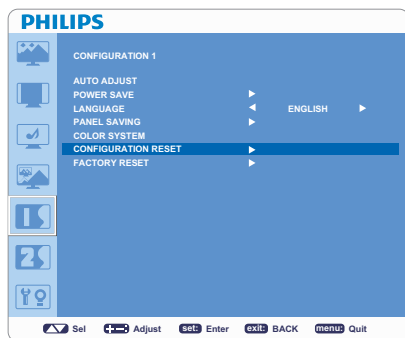 PHILIPS
CONFIGURATION 1
AUTO ADJUST
POWER SAVE
LANGUAGE ENGLISH
PANEL SAVING
COLOR SYSTEM
CONFIGURATION RESET
FACTORY RESET
Sel Adjust set: Enter exit: BACK menu: Quit